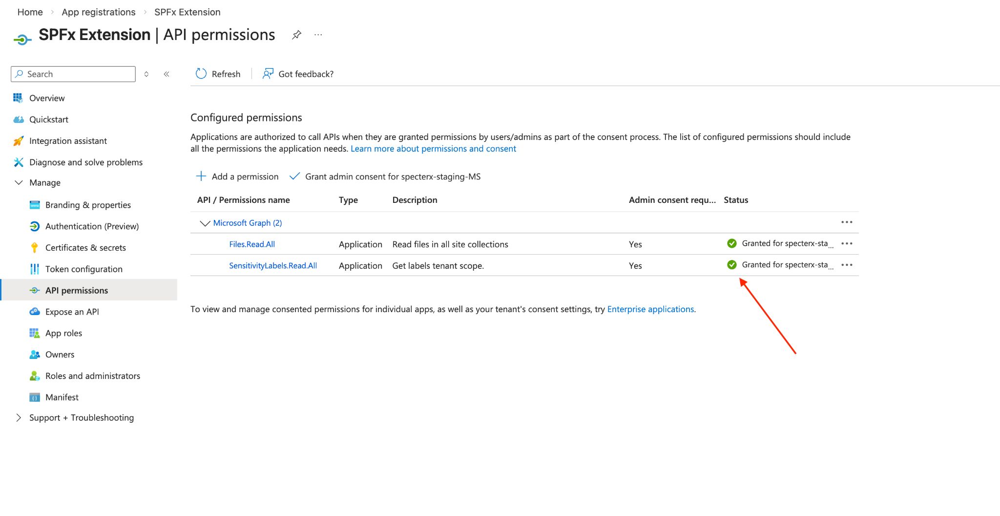 Home > App registrations > SPFx Extension
SPFx Extension | API permissions ...
Search
Refresh
Got feedback?
Overview
Quickstart
Integration assistant
Diagnose and solve problems
Manage
Branding & properties
Authentication (Preview)
Certificates & secrets
Token configuration
API permissions
Expose an API
App roles
Owners
Roles and administrators
Manifest
Support + Troubleshooting
Configured permissions
Applications are authorized to call APIs when they are granted permissions by users/admins as part of the consent process. The list of configured permissions should include
all the permissions the application needs. Learn more about permissions and consent
Add a permission
Grant admin consent for specterx-staging-MS
API / Permissions name Type Description Admin consent requ... Status
Microsoft Graph (2)
Files.Read.All Application Read files in all site collections Yes Granted for specterx-sta...
SensitivityLabels.Read.All Application Get labels tenant scope. Yes Granted for specterx-sta...
To view and manage consented permissions for individual apps, as well as your tenant's consent settings, try Enterprise applications.